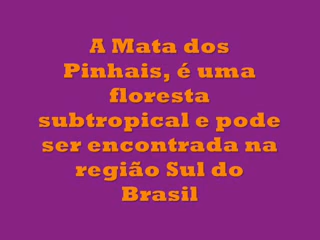 A Mata dos
Pinhais, é uma
floresta
subtropical e pode
ser encontrada na
região Sul do
Brasil